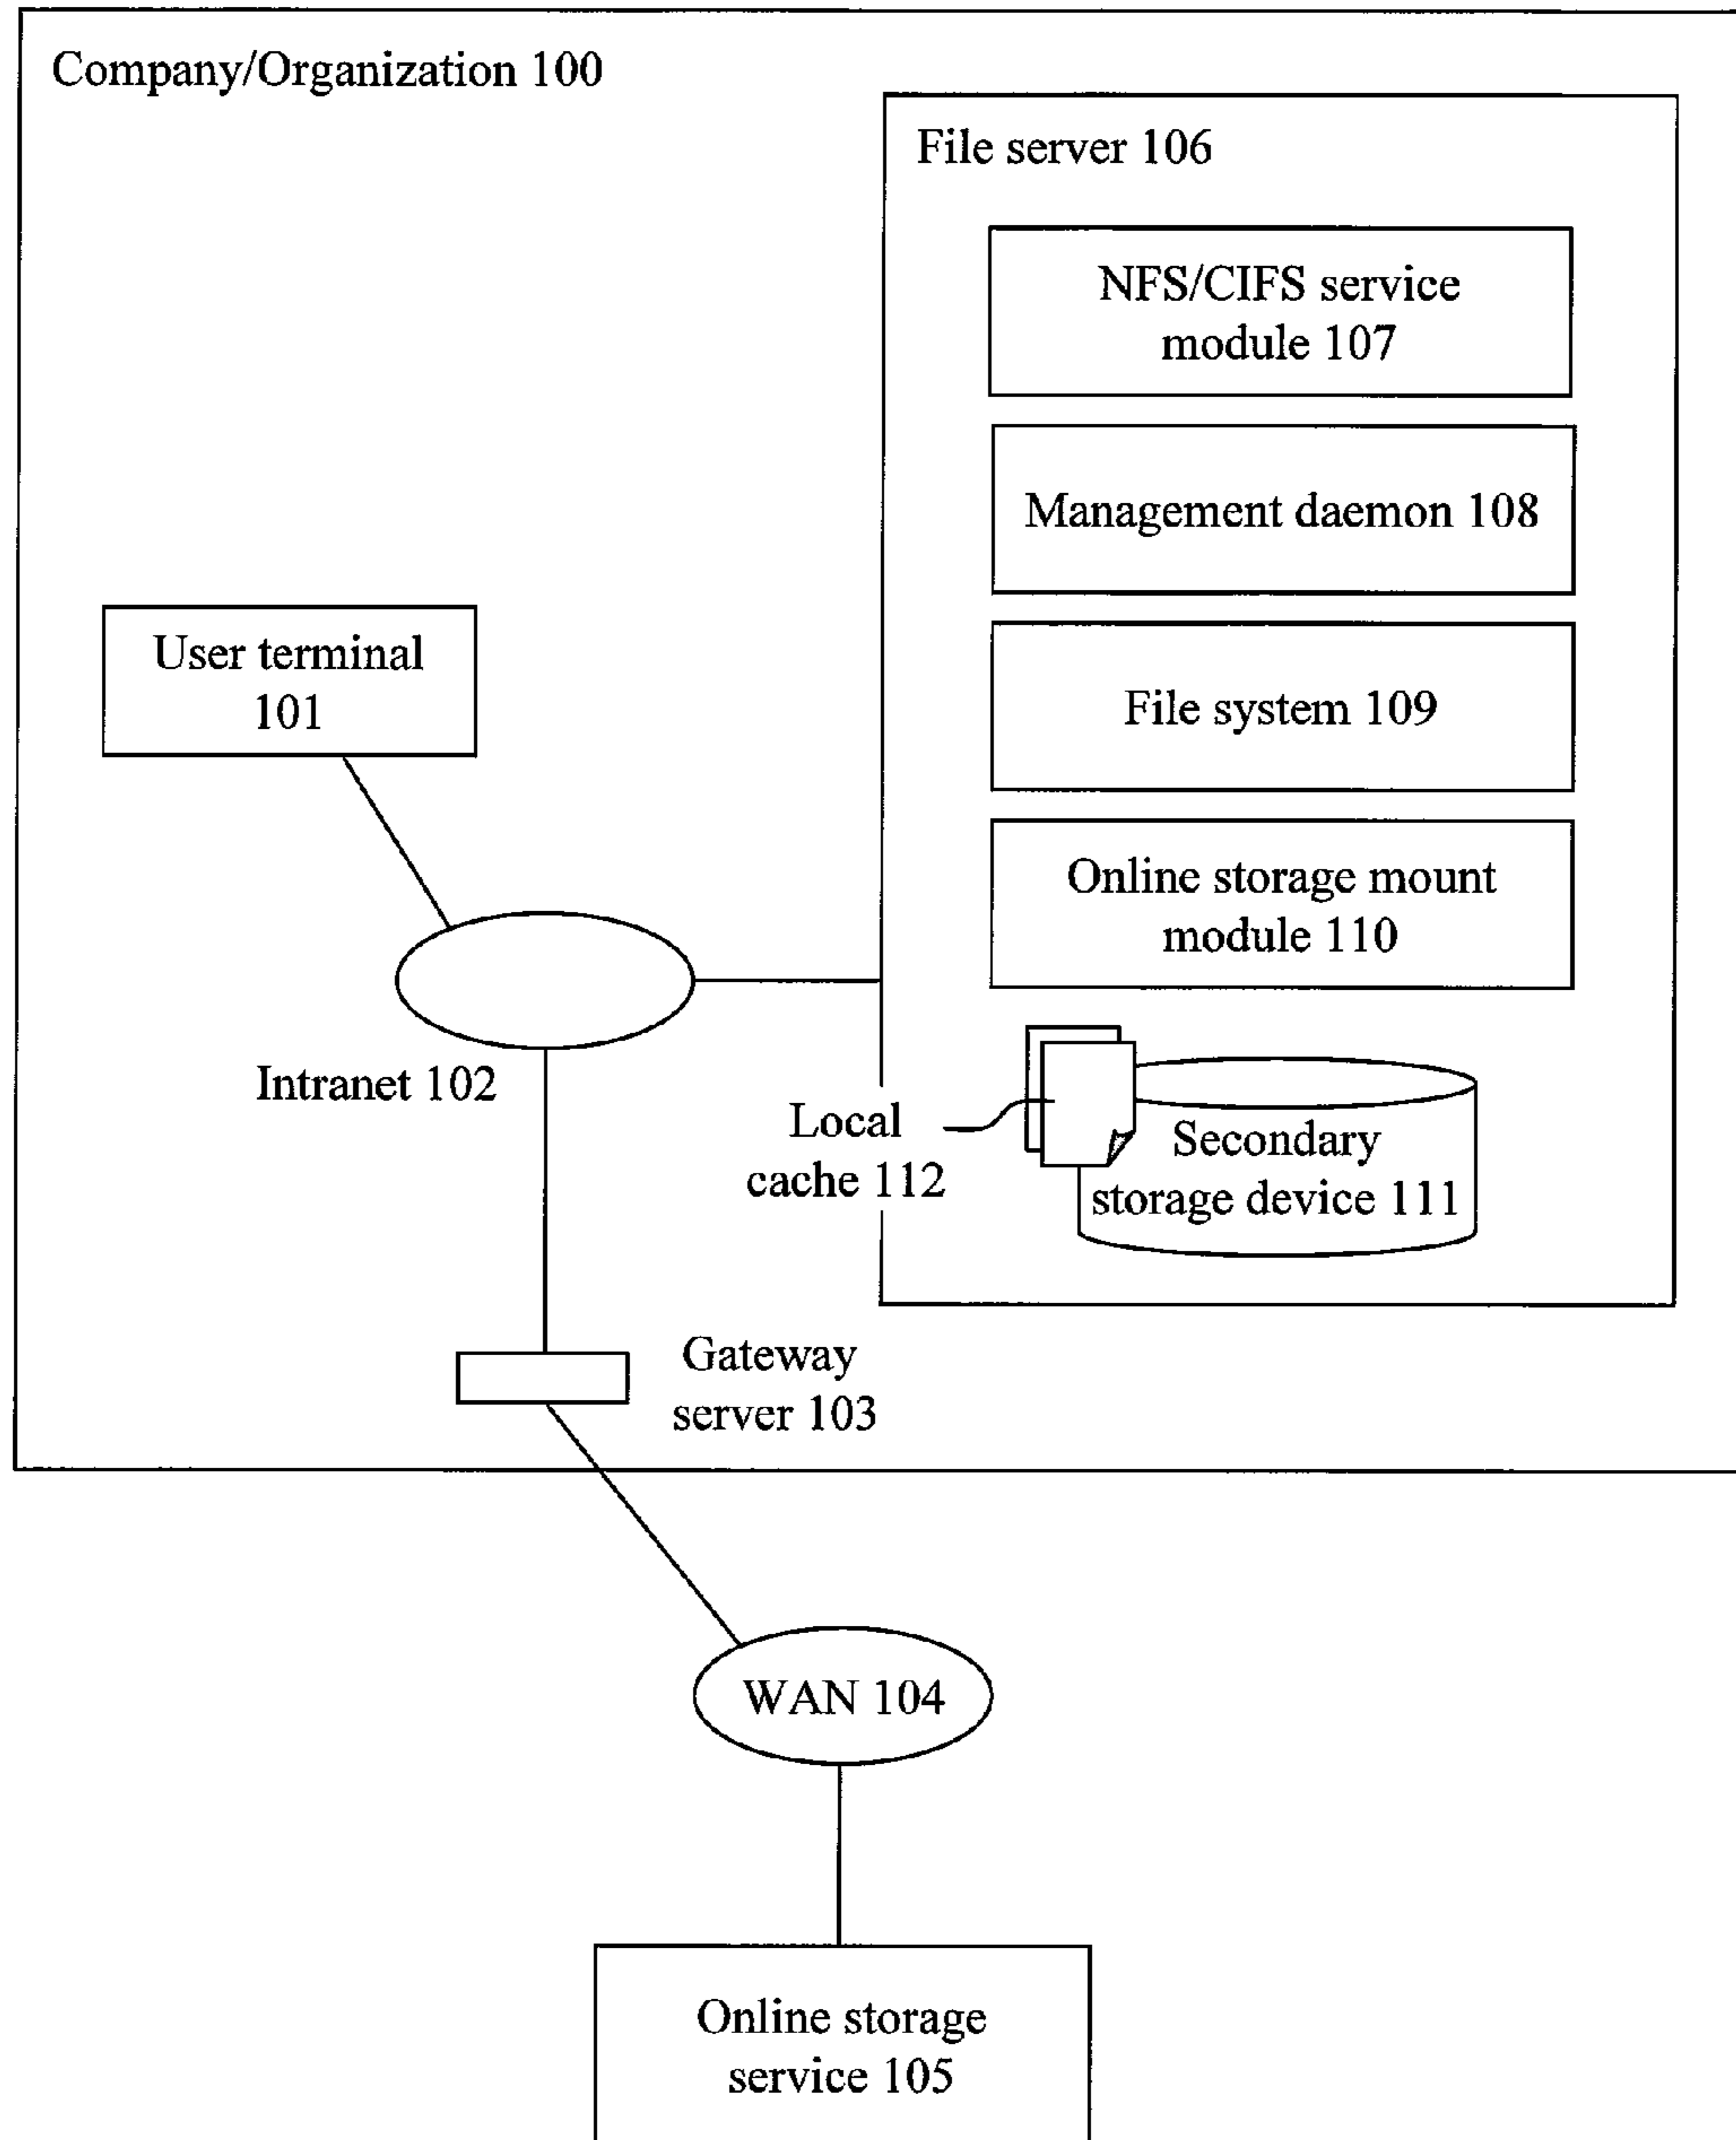 Company/Organization 100
File server 106
NFS/CIFS service
module 107
Management daemon 108
File system 109
Online storage mount
module 110
User terminal
101
Intranet 102
Local
cache 112
Secondary
storage device 111
Gateway
server 103
WAN 104
Online storage
service 105